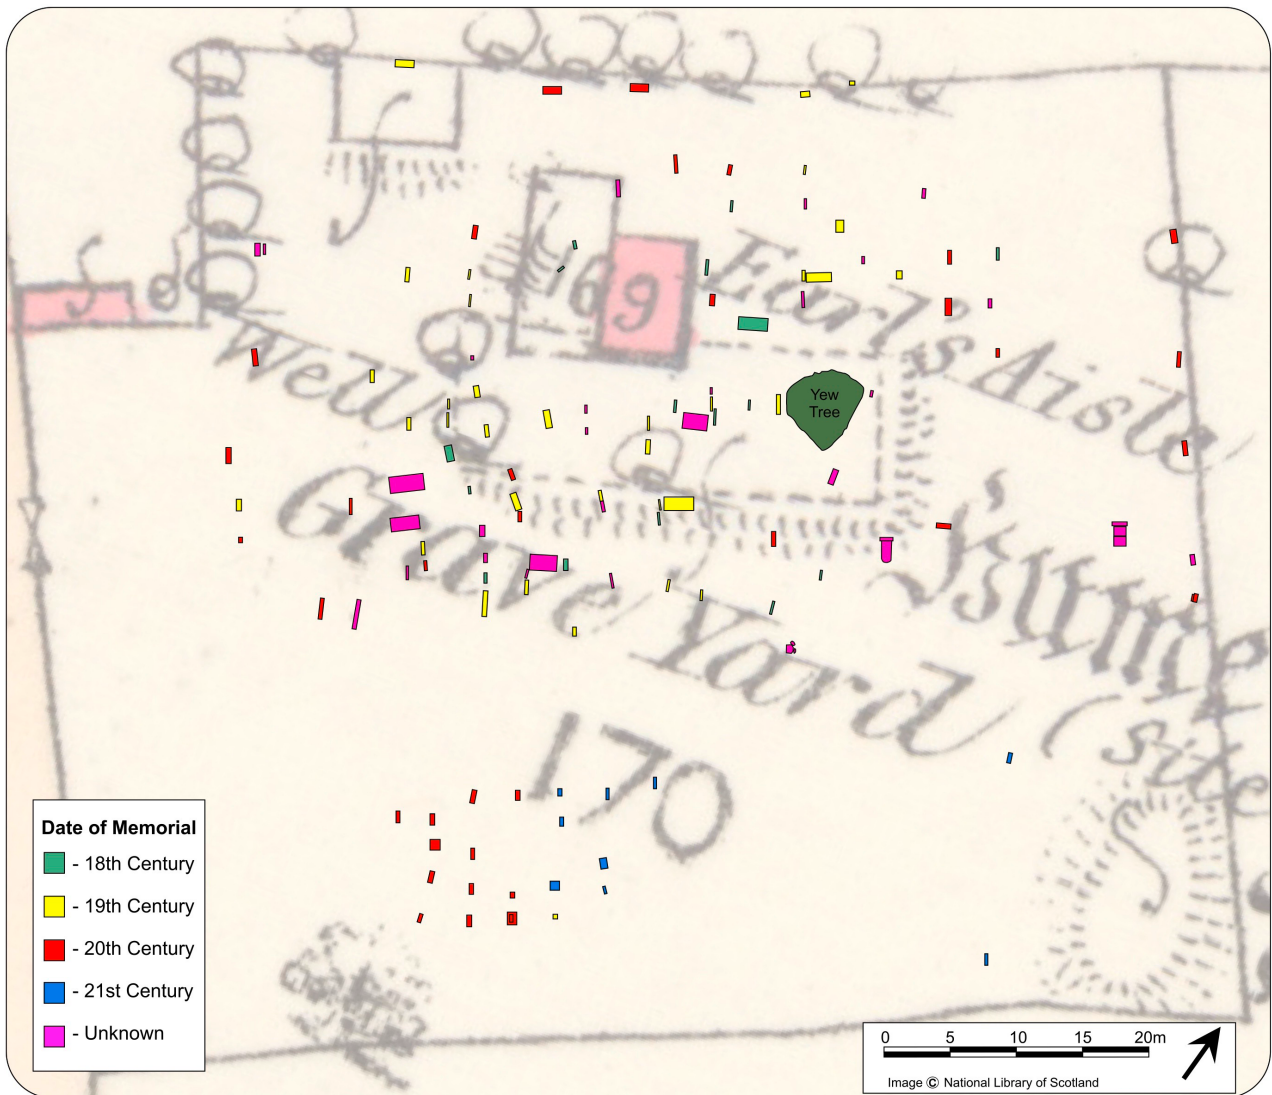 69
Earl's Aisle
Well
Yew
Tree
Grave Yard
(site
170
Date of Memorial
- 18th Century
- 19th Century
- 20th Century
- 21st Century
- Unknown
0 5 10 15 20m
Image © National Library of Scotland